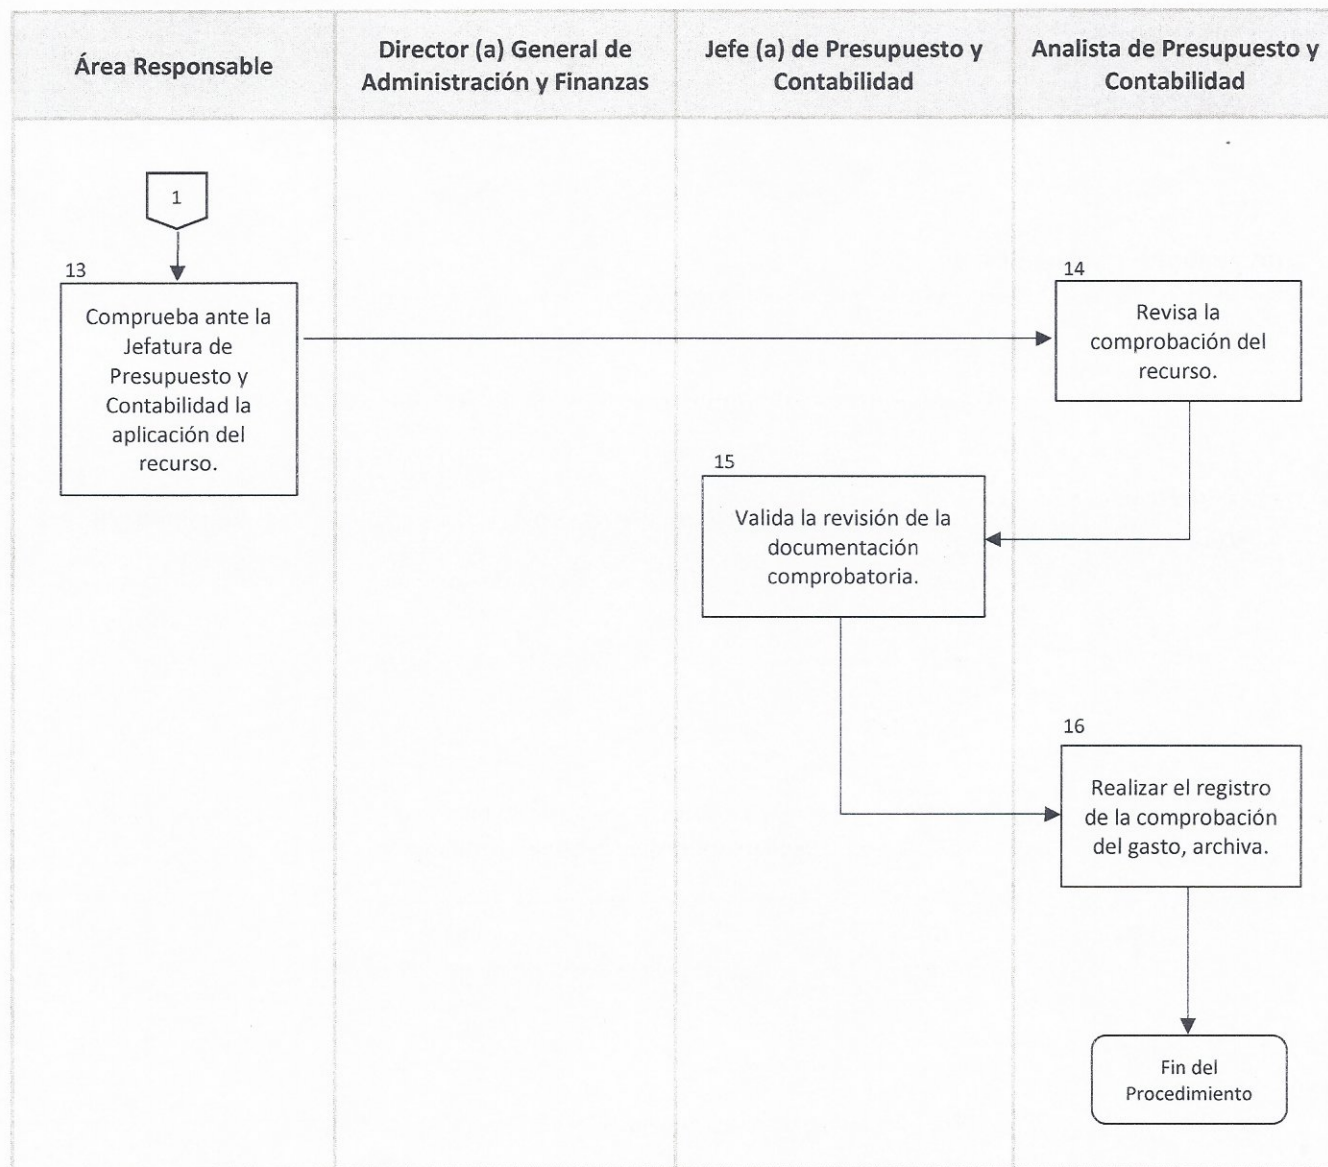 Área Responsable
Director (a) General de
Administración y Finanzas
Jefe (a) de Presupuesto y
Contabilidad
Analista de Presupuesto y
Contabilidad
1
13
Comprueba ante la
Jefatura de
Presupuesto y
Contabilidad la
aplicación del
recurso.
14
Revisa la
comprobación del
recurso.
15
Valida la revisión de la
documentación
comprobatoria.
16
Realizar el registro
de la comprobación
del gasto, archiva.
Fin del
Procedimiento